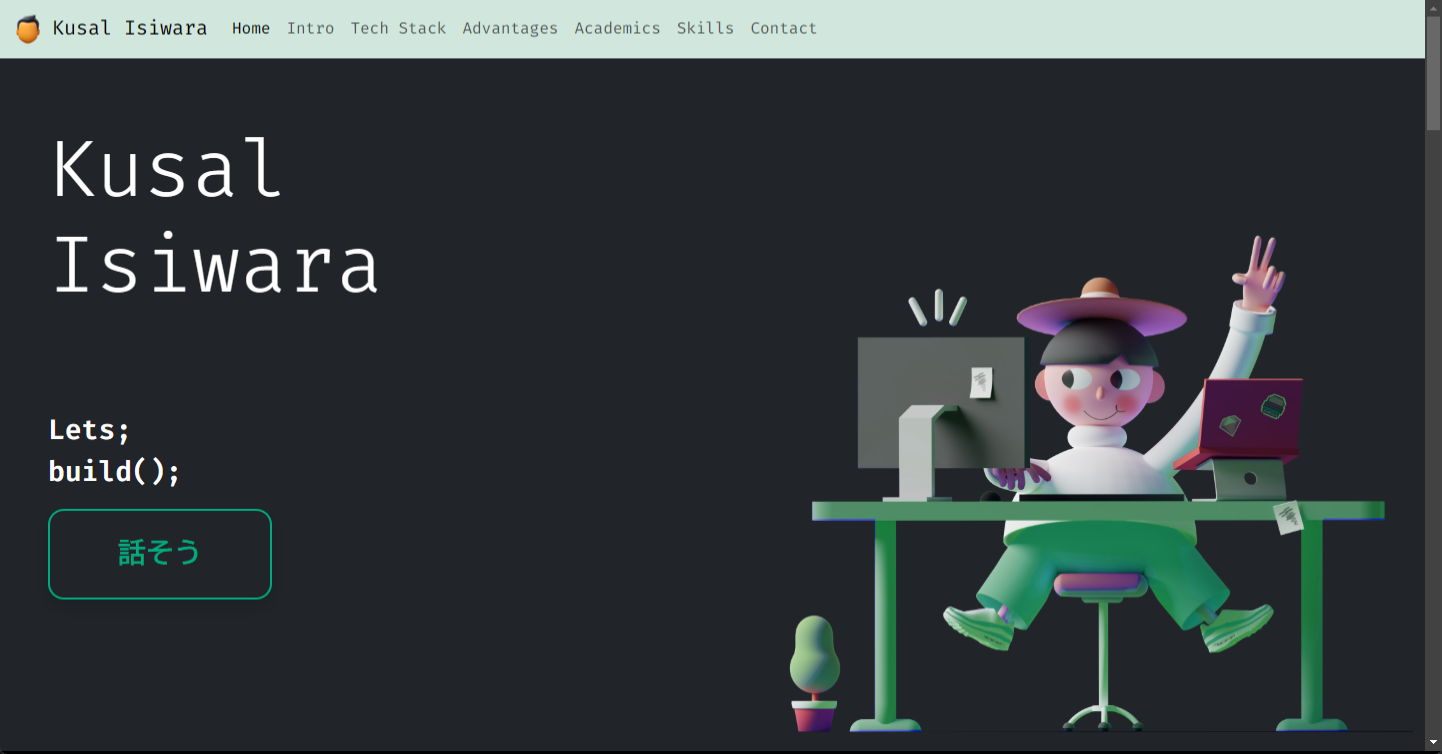 Kusal Isiwara Home Intro Tech Stack Advantages Academics Skills Contact
Kusal
Isiwara
Lets;
build();
話そう